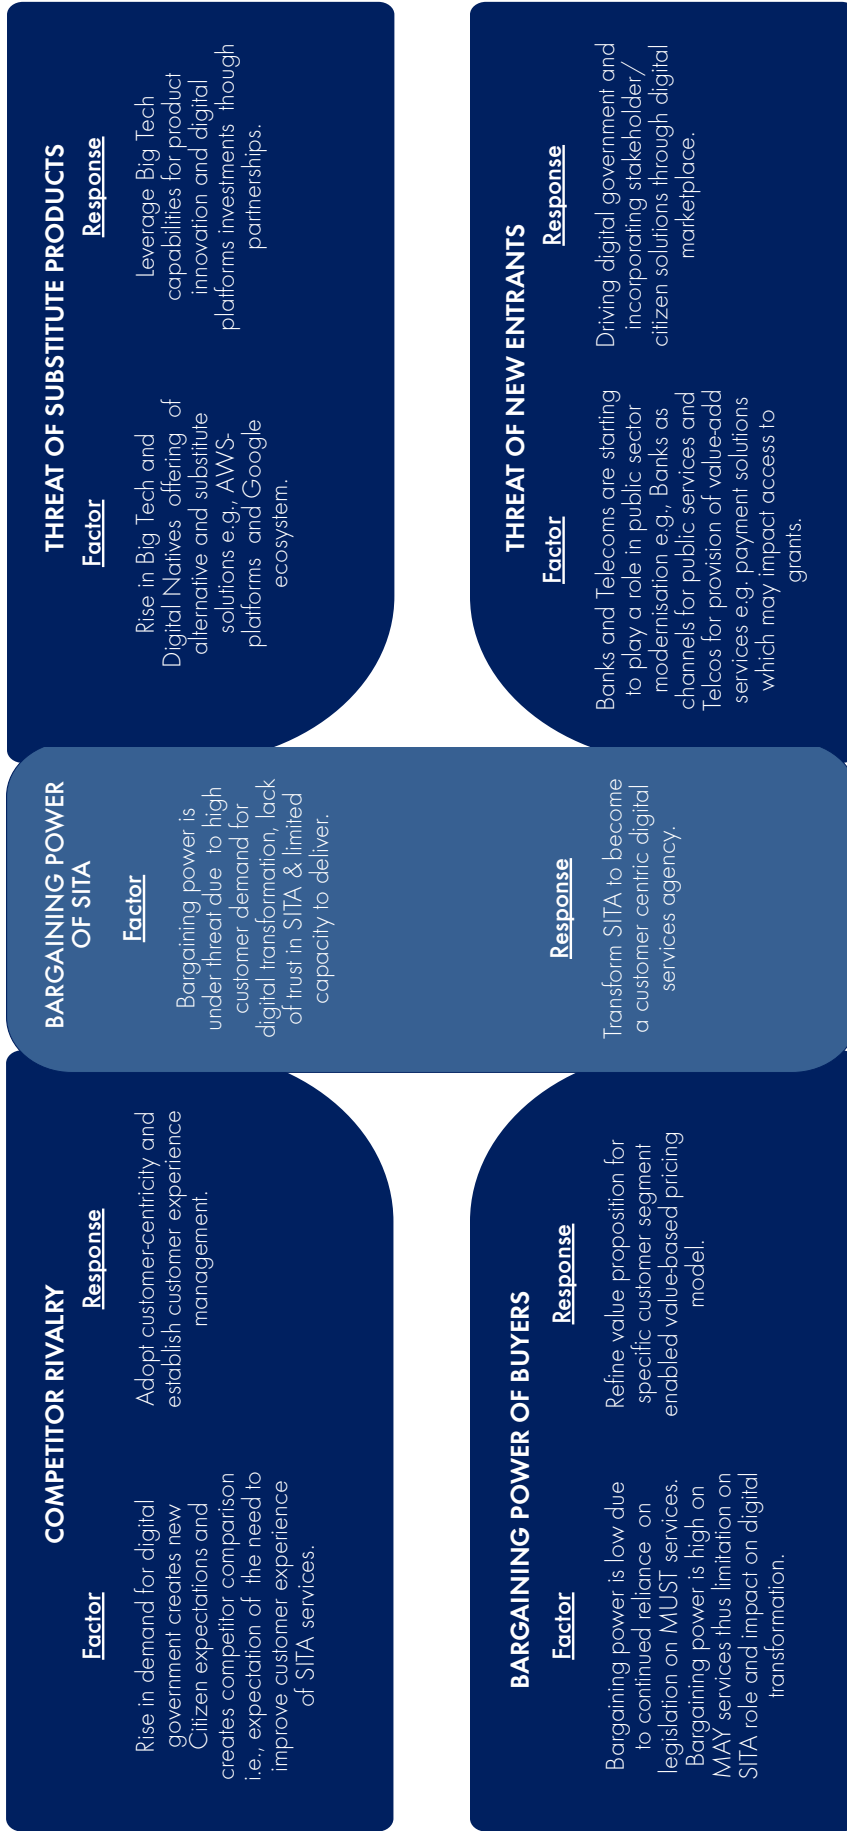 COMPETITOR RIVALRY
Factor
Rise in demand for digital
government creates new
Citizen expectations and
creates competitor comparison
i.e., expectation of the need to
improve customer experience
of SITA services.
Response
Adopt customer-centricity and
establish customer experience
management.
BARGAINING POWER
OF SITA
Factor
Bargaining power is
under threat due to high
customer demand for
digital transformation, lack
of trust in SITA & limited
capacity to deliver.
Response
Transform SITA to become
a customer centric digital
services agency.
THREAT OF SUBSTITUTE PRODUCTS
Factor
Rise in Big Tech and
Digital Natives offering of
alternative and substitute
solutions e.g., AWS-
platforms and Google
ecosystem.
Response
Leverage Big Tech
capabilities for product
innovation and digital
platforms investments though
partnerships.
BARGAINING POWER OF BUYERS
Factor
Bargaining power is low due
to continued reliance on
legislation on MUST services.
Bargaining power is high on
MAY services thus limitation on
SITA role and impact on digital
transformation.
Response
Refine value proposition for
specific customer segment
enabled value-based pricing
model.
THREAT OF NEW ENTRANTS
Factor
Banks and Telecoms are starting
to play a role in public sector
modernisation e.g., Banks as
channels for public services and
Telcos for provision of value-add
services e.g. payment solutions
which may impact access to
grants.
Response
Driving digital government and
incorporating stakeholder/
citizen solutions through digital
marketplace.